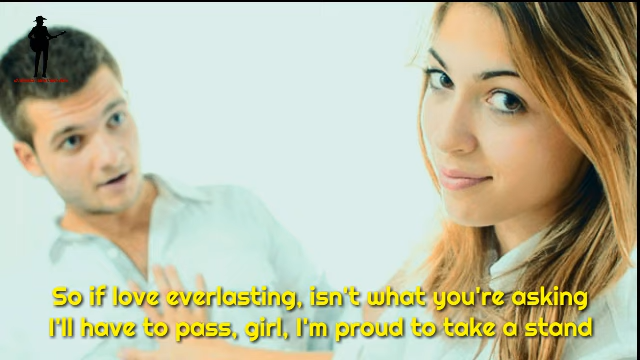 So if love everlasting, isn't what you're asking
I'll have to pass, girl, I'm proud to take a stand